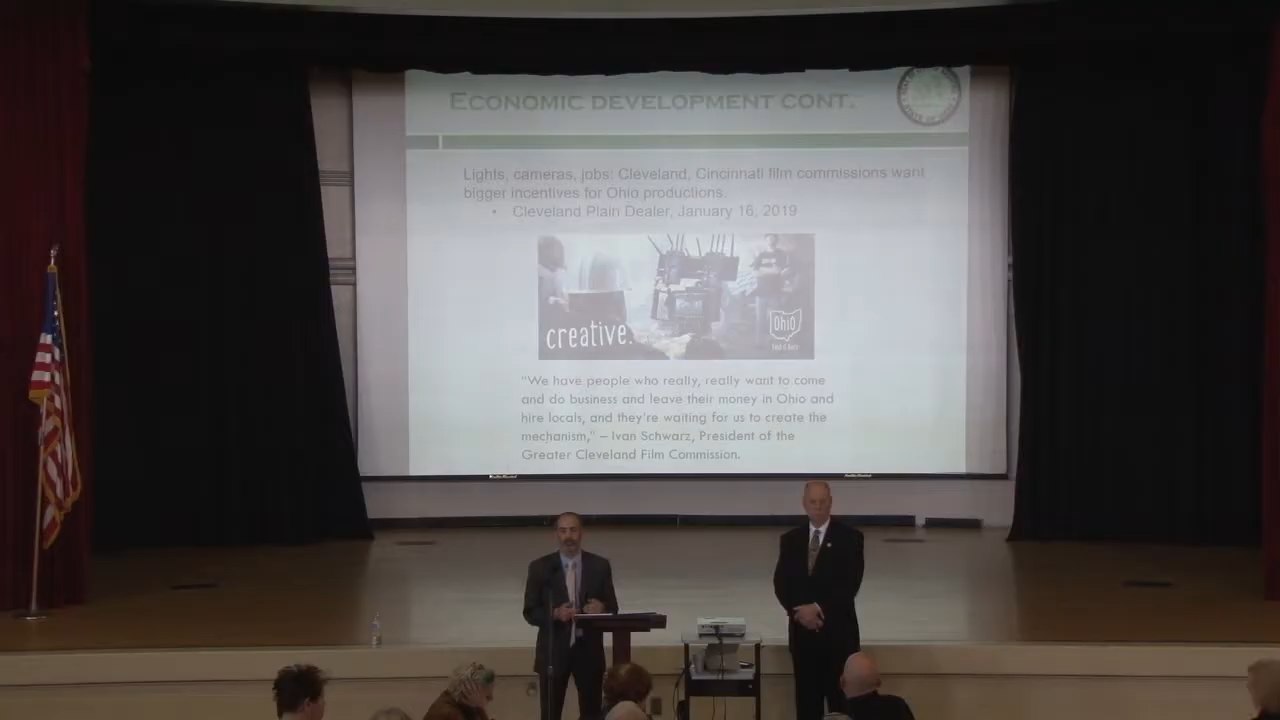 Economic development cont.
Lights, cameras, jobs: Cleveland, Cincinnati film commissions want
bigger incentives for Ohio productions.
• Cleveland Plain Dealer, January 16, 2019
creative.
Ohio
Find it Here
"We have people who really, really want to come
and do business and leave their money in Ohio and
hire locals, and they're waiting for us to create the
mechanism," – Ivan Schwarz, President of the
Greater Cleveland Film Commission.